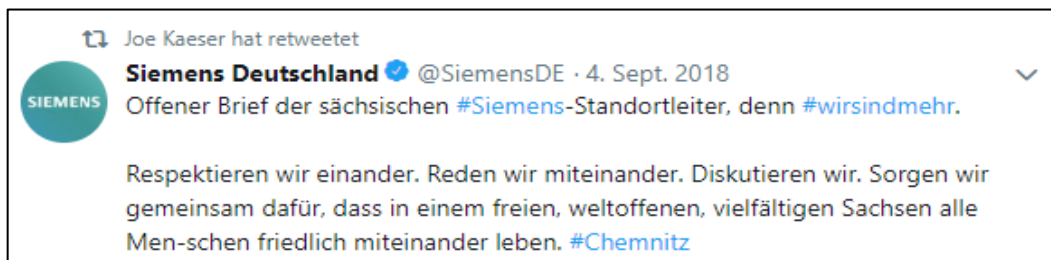 Joe Kaeser hat retweetet
Siemens Deutschland @SiemensDE · 4. Sept. 2018
SIEMENS
Offener Brief der sächsischen #Siemens-Standortleiter, denn #wirsindmehr.
Respektieren wir einander. Reden wir miteinander. Diskutieren wir. Sorgen wir
gemeinsam dafür, dass in einem freien, weltoffenen, vielfältigen Sachsen alle
Men-schen friedlich miteinander leben. #Chemnitz